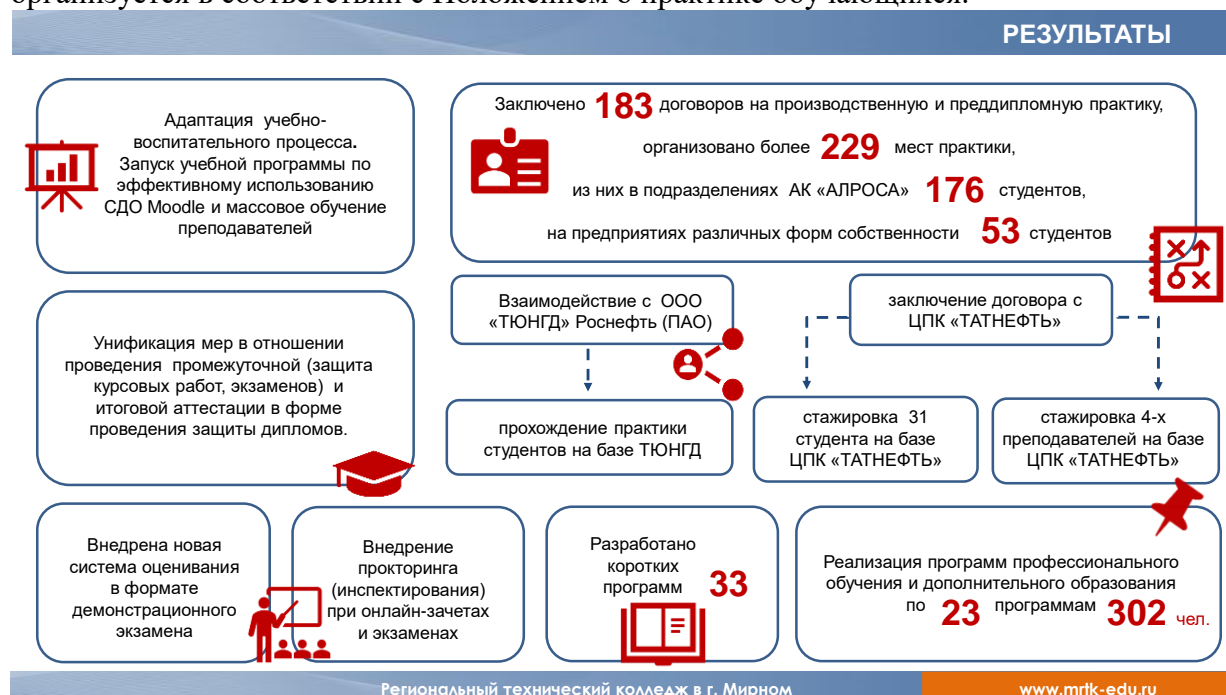 организуется в соответствии с Положением о практике обучающихся.
РЕЗУЛЬТАТЫ
Адаптация учебно-
воспитательного процесса.
Запуск учебной программы по
эффективному использованию
СДО Moodle и массовое обучение
преподавателей
Заключено 183 договоров на производственную и преддипломную практику,
организовано более 229 мест практики,
из них в подразделениях АК «АЛРОСА» 176 студентов,
на предприятиях различных форм собственности 53 студентов
Унификация мер в отношении
проведения промежуточной (защита
курсовых работ, экзаменов) и
итоговой аттестации в форме
проведения защиты дипломов.
Взаимодействие с ООО
«ТЮНГД» Роснефть (ПАО)
заключение договора с
ЦПК «ТАТНЕФТЬ»
прохождение практики
студентов на базе ТЮНГД
стажировка 31
студента на базе
ЦПК «ТАТНЕФТЬ»
стажировка 4-х
преподавателей на базе
ЦПК «ТАТНЕФТЬ»
Внедрена новая
система оценивания
в формате
демонстрационного
экзамена
Внедрение
прокторинга
(инспектирования)
при онлайн-зачетах
и экзаменах
Разработано
коротких
программ 33
Реализация программ профессионального
обучения и дополнительного образования
по 23 программам 302 чел.
Региональный технический колледж в г. Мирном
www.mrtk-edu.ru